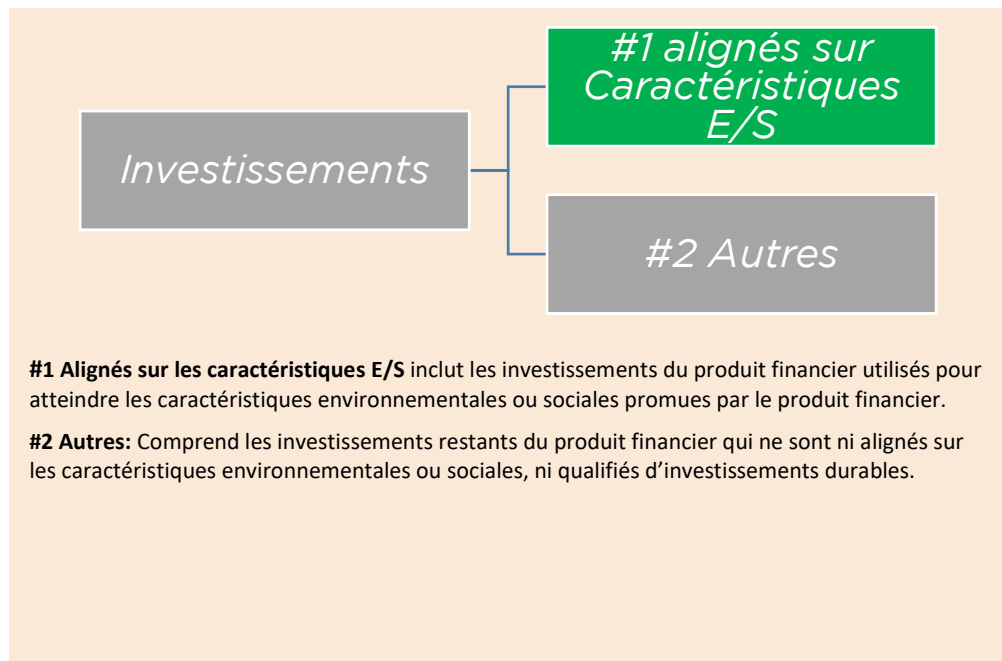 #1 alignés sur
Caractéristiques
E/S
Investissements
#2 Autres
#1 Alignés sur les caractéristiques E/S inclut les investissements du produit financier utilisés pour
atteindre les caractéristiques environnementales ou sociales promues par le produit financier.
#2 Autres: Comprend les investissements restants du produit financier qui ne sont ni alignés sur
les caractéristiques environnementales ou sociales, ni qualifiés d’investissements durables.